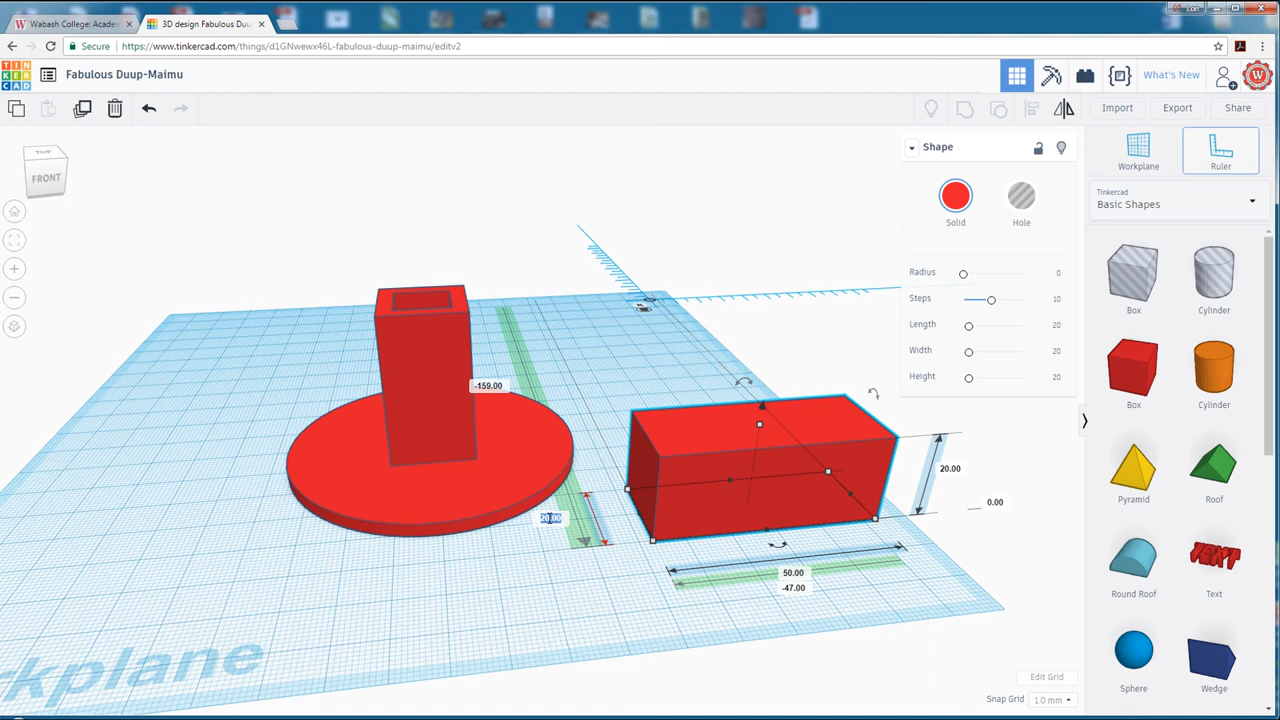 Wabash College: Academ
3D design Fabulous Duu
Secure
https://www.tinkercad.com/things/d1GNwewx46L-fabulous-duup-maimu/editv2
TIN
KER
CAD
Fabulous Duup-Maimu
What's New
Import
Export
Share
TOP
FRONT
Shape
Solid
Hole
Radius 0
Steps 10
Length 20
Width 20
Height 20
Workplane
Ruler
Tinkercad
Basic Shapes
Box
Cylinder
Box
Cylinder
Pyramid
Roof
Round Roof
TEXT
Text
Sphere
Wedge
-159.00
20.00
20.00
0.00
50.00
-47.00
rkplane
Edit Grid
Snap Grid 1.0 mm